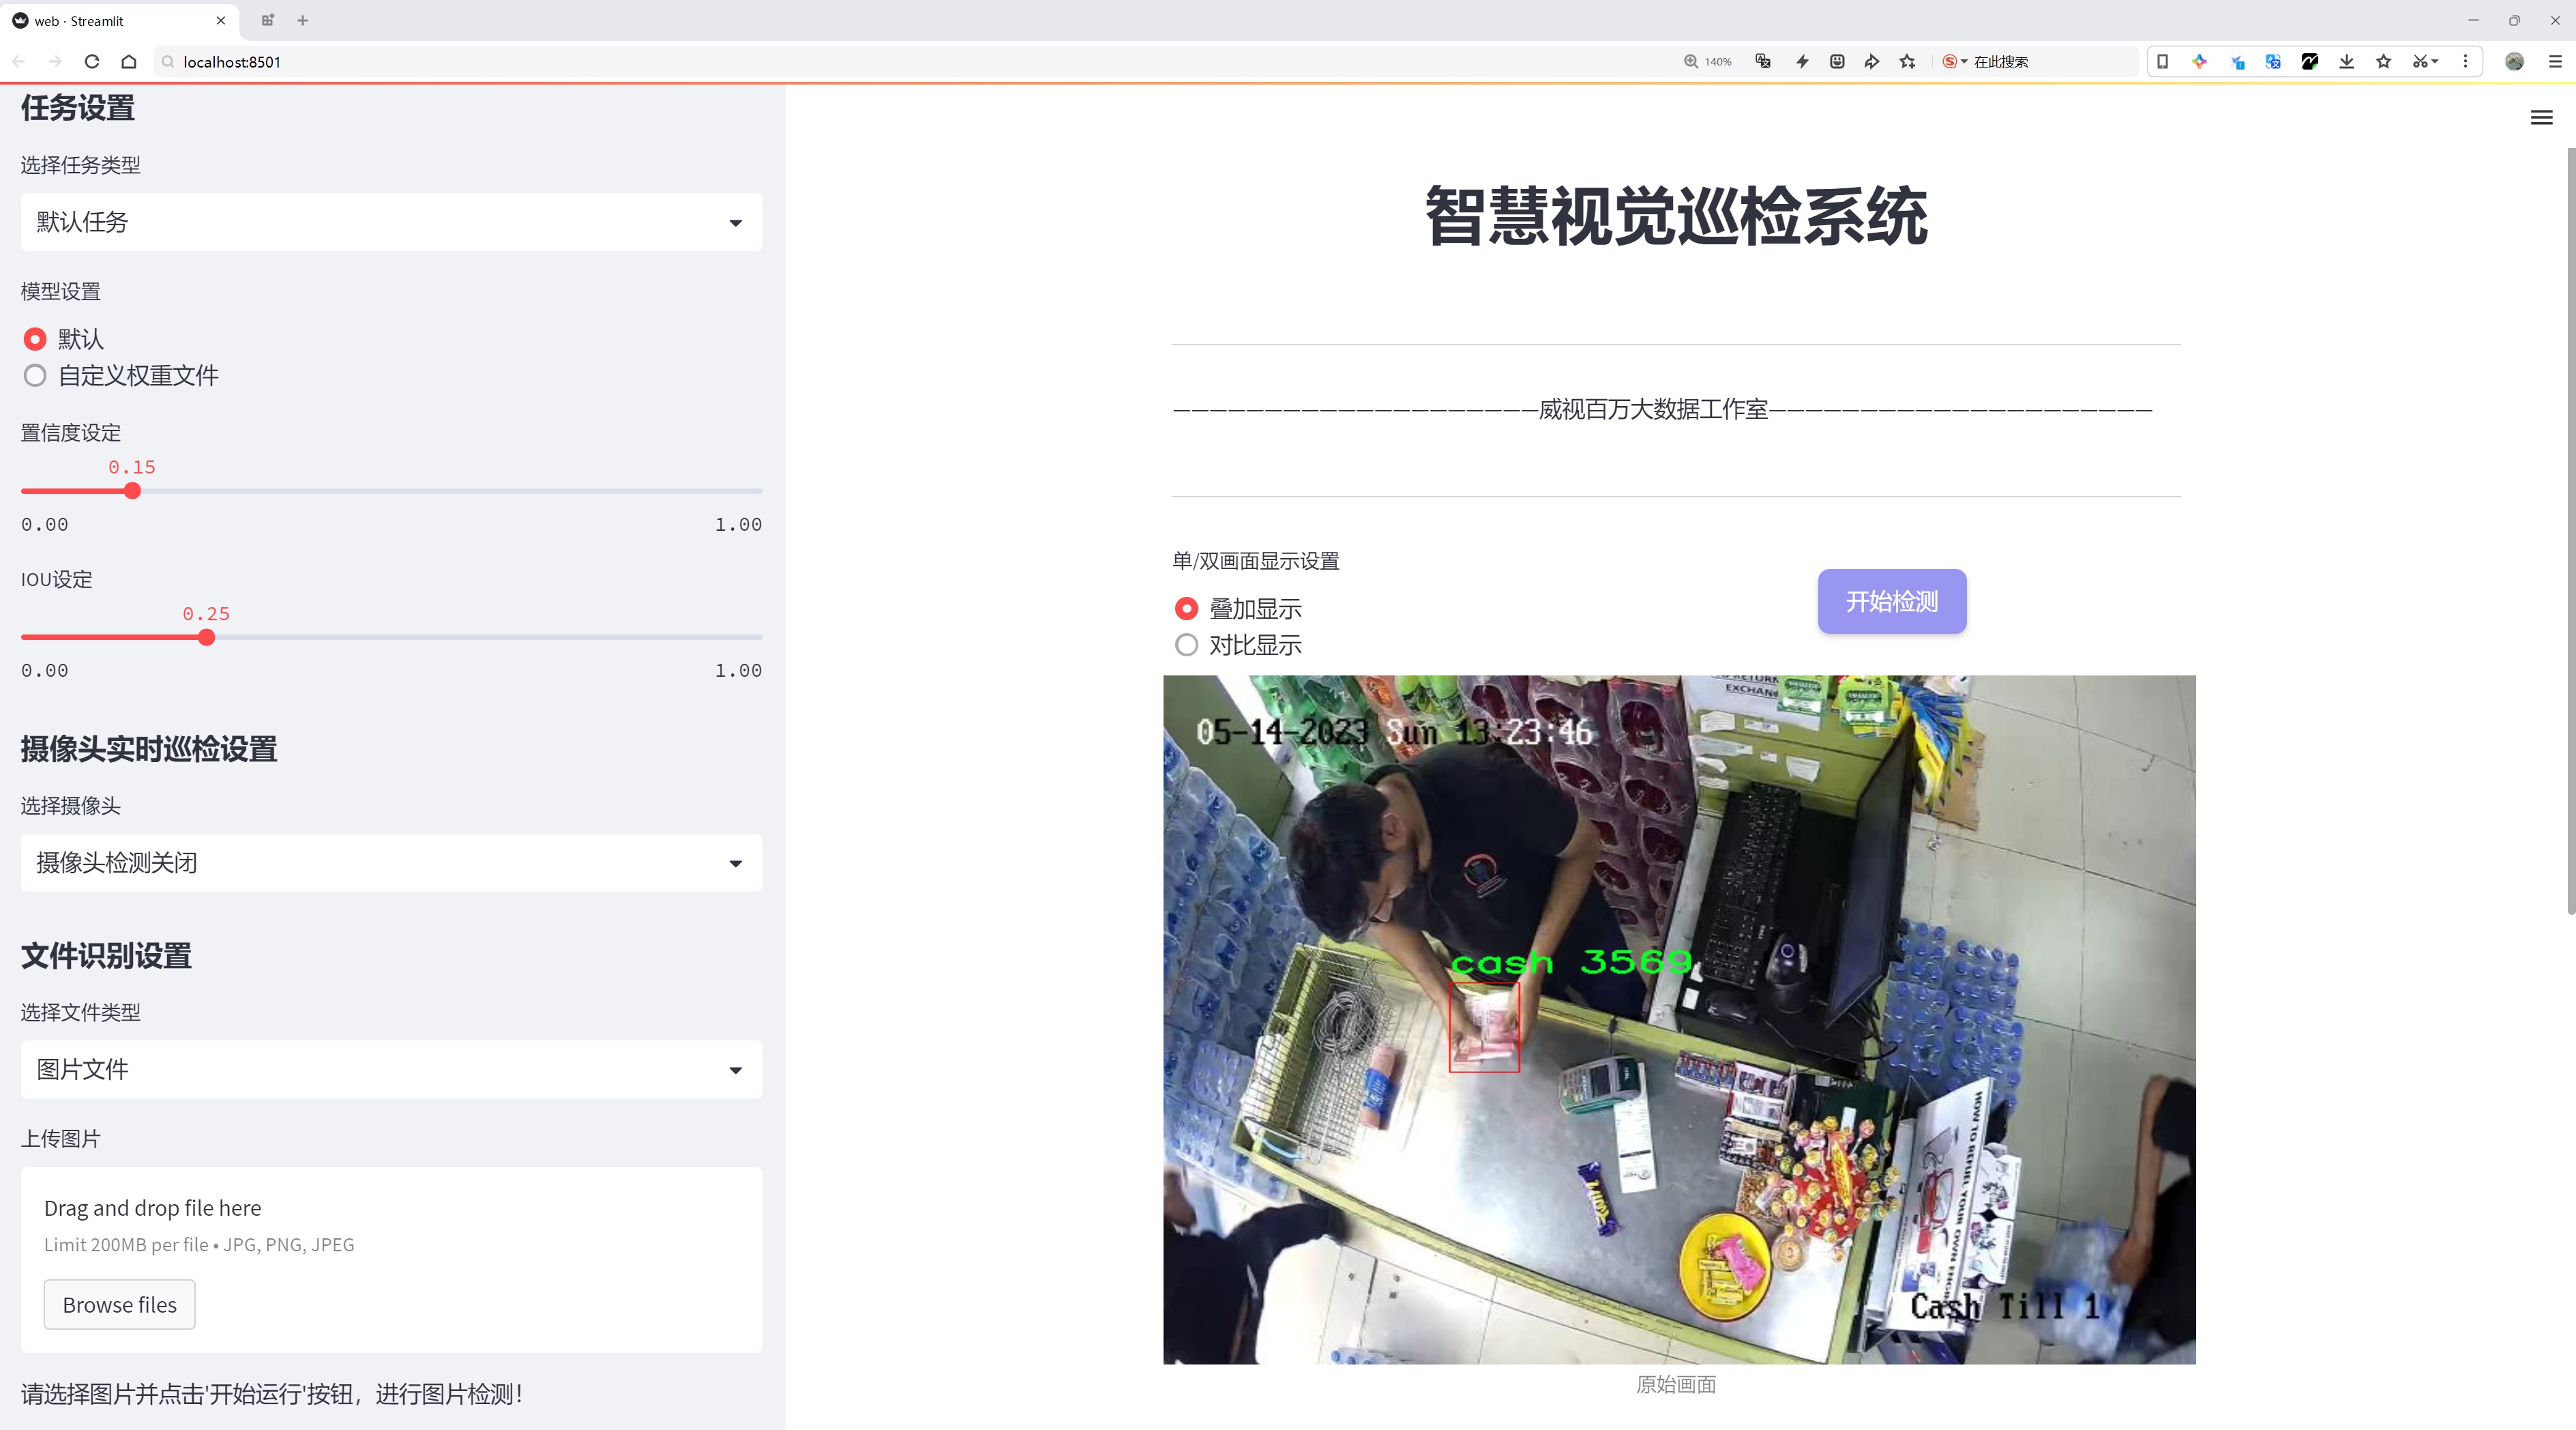 web · Streamlit
localhost:8501
140%
在此搜索
任务设置
选择任务类型
默认任务
模型设置
默认
自定义权重文件
置信度设定
0.15
0.00
1.00
IOU设定
0.25
0.00
1.00
摄像头实时巡检设置
选择摄像头
摄像头检测关闭
文件识别设置
选择文件类型
图片文件
上传图片
Drag and drop file here
Limit 200MB per file • JPG, PNG, JPEG
Browse files
请选择图片并点击'开始运行'按钮，进行图片检测！
智慧视觉巡检系统
————————————————————威视百万大数据工作室—————————————————————
单/双画面显示设置
叠加显示
对比显示
开始检测
RETURN
EXCHAN
05-14-2023 Sun 13:23:46
cash 3569
HOW TO REFUEL YOUR OWN
Cash Till 1
原始画面